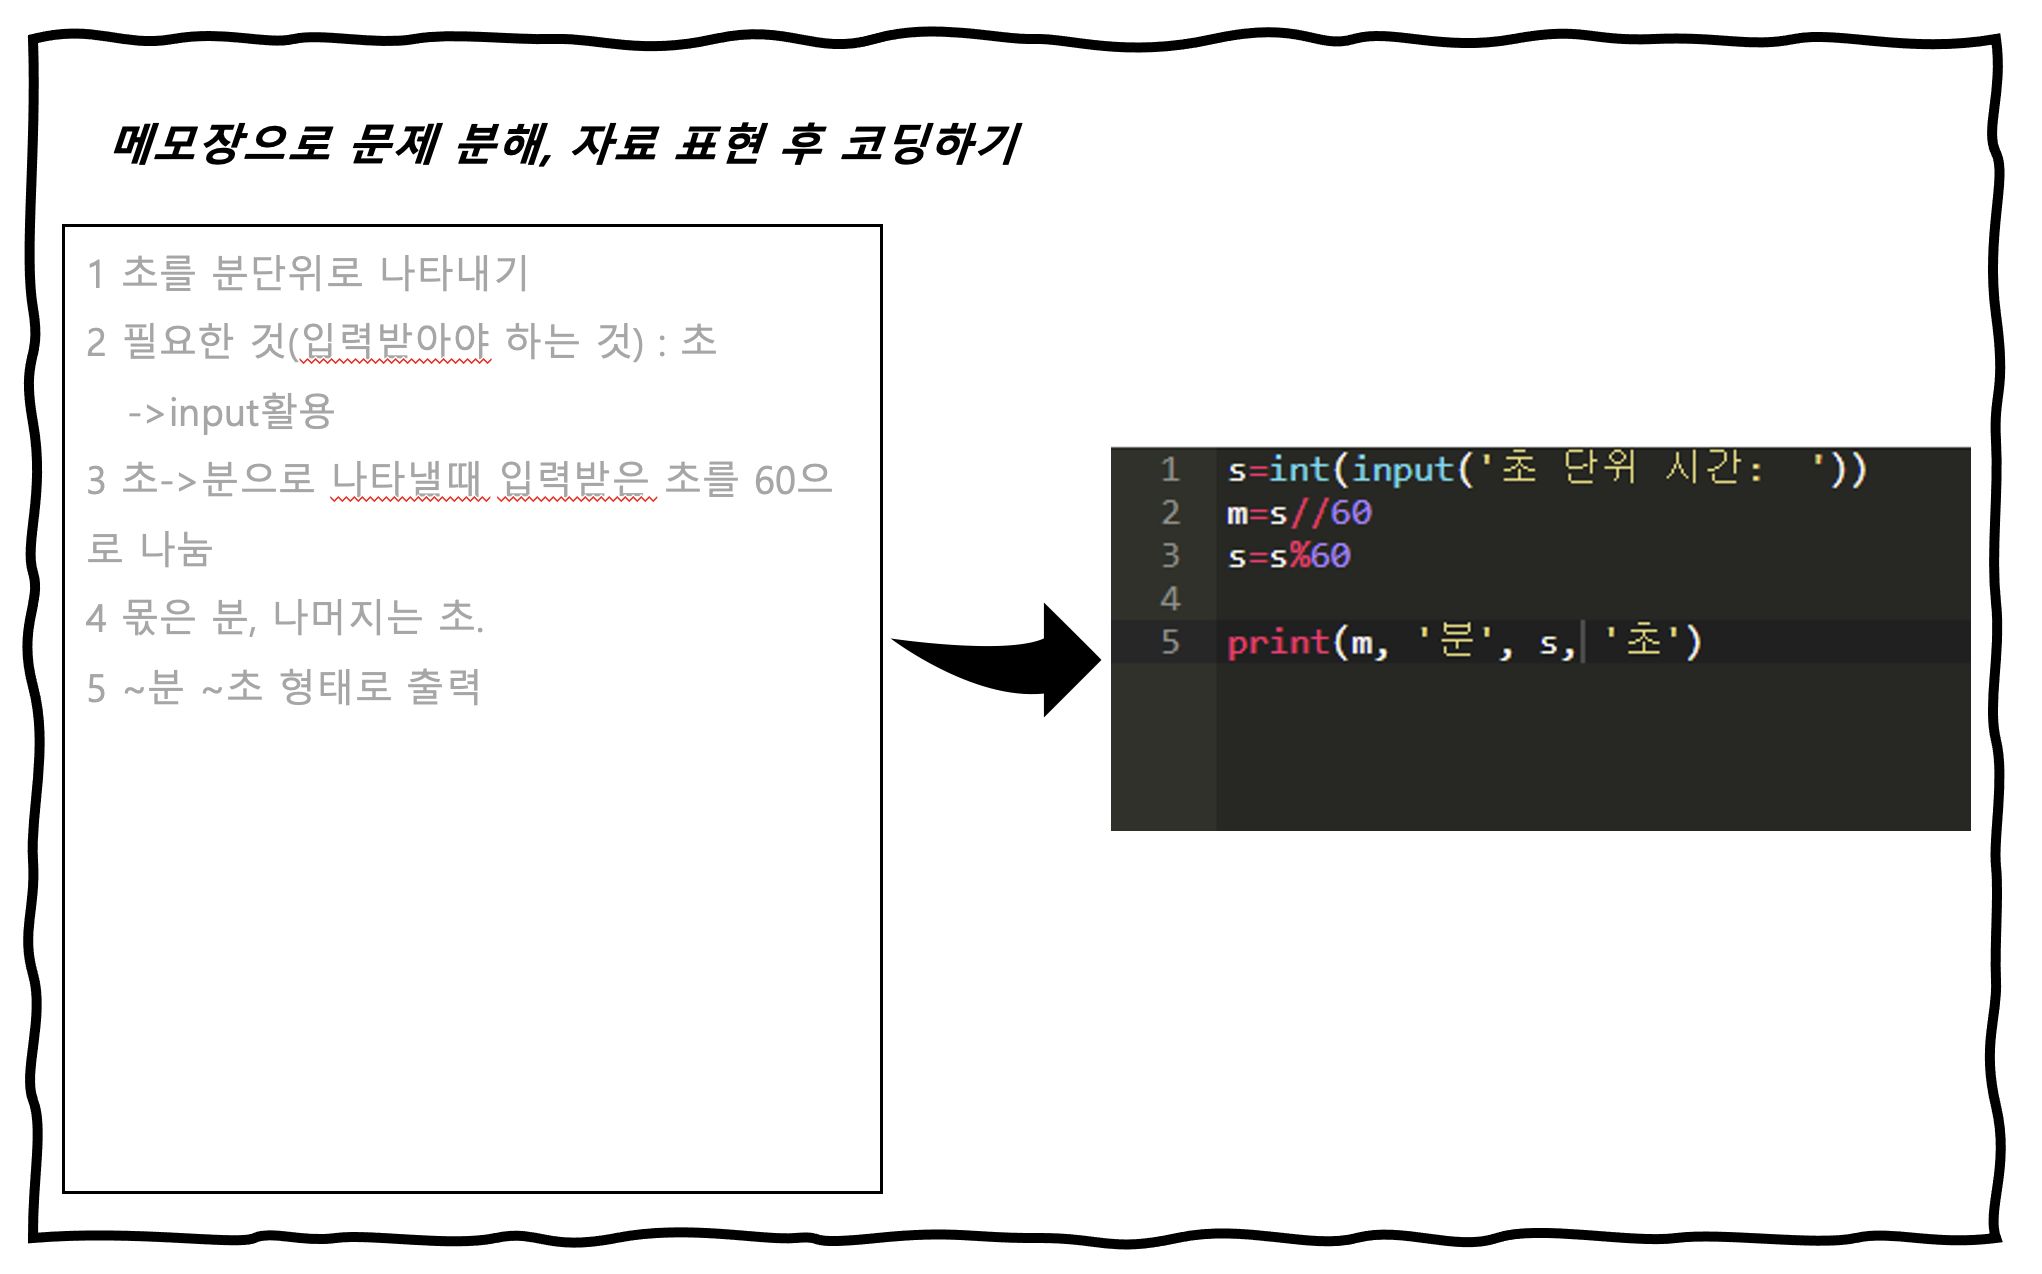 메모장으로 문제 분해, 자료 표현 후 코딩하기
1 초를 분단위로 나타내기
2 필요한 것(입력받아야 하는 것) : 초
->input활용
3 초->분으로 나타낼때 입력받은 초를 60으
로 나눔
4 몫은 분, 나머지는 초.
5 ~분 ~초 형태로 출력
1 s=int(input('초 단위 시간: '))
2 m=s//60
3 s=s%60
4
5 print(m, '분', s, '초')